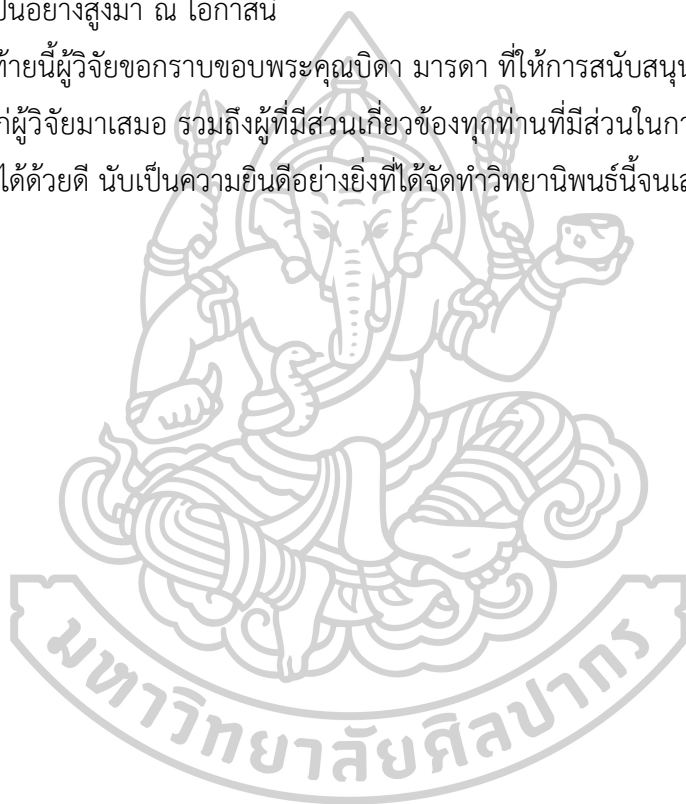 ป็นอย่างสูงมา ณ โอกาสนี้
ท้ายนี้ผู้วิจัยขอกราบขอบพระคุณบิดา มารดา ที่ให้การสนับสนุน
ก่ผู้วิจัยมาเสมอ รวมถึงผู้ที่มีส่วนเกี่ยวข้องทุกท่านที่มีส่วนในกา
ได้ด้วยดี นับเป็นความยินดีอย่างยิ่งที่ได้จัดทำวิทยานิพนธ์นี้จนเส
มหาวิทยาลัยศิลปากร